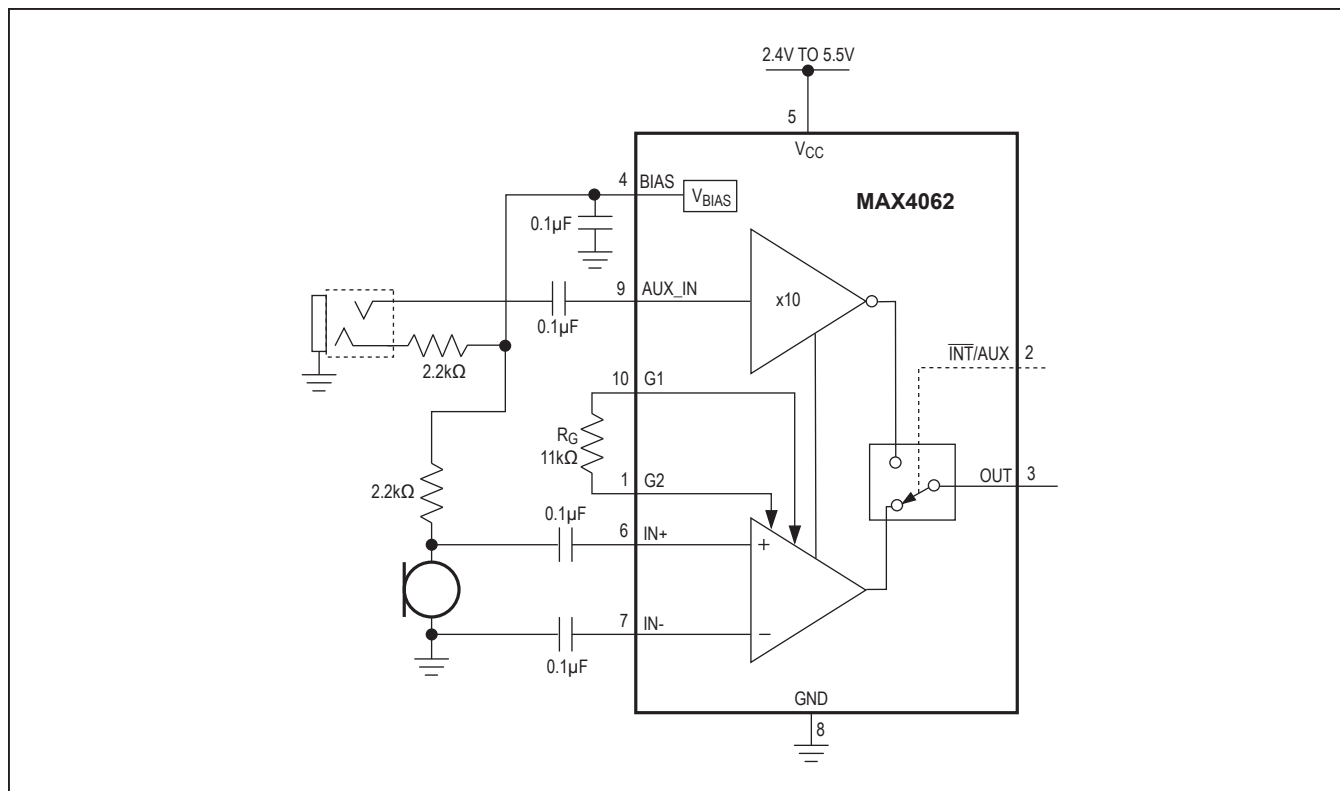 2.4V TO 5.5V
5
VCC
4 BIAS
VBIAS
MAX4062
0.1µF
9 AUX_IN
x10
0.1µF
INT/AUX 2
2.2kΩ
10 G1
RG
11kΩ
OUT 3
1 G2
2.2kΩ
0.1µF
6 IN+
+
7 IN-
−
0.1µF
GND
8